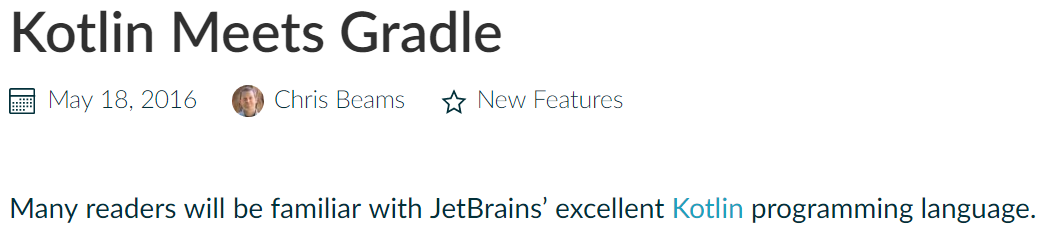 Kotlin Meets Gradle
May 18, 2016 Chris Beams New Features
Many readers will be familiar with JetBrains’ excellent Kotlin programming language.